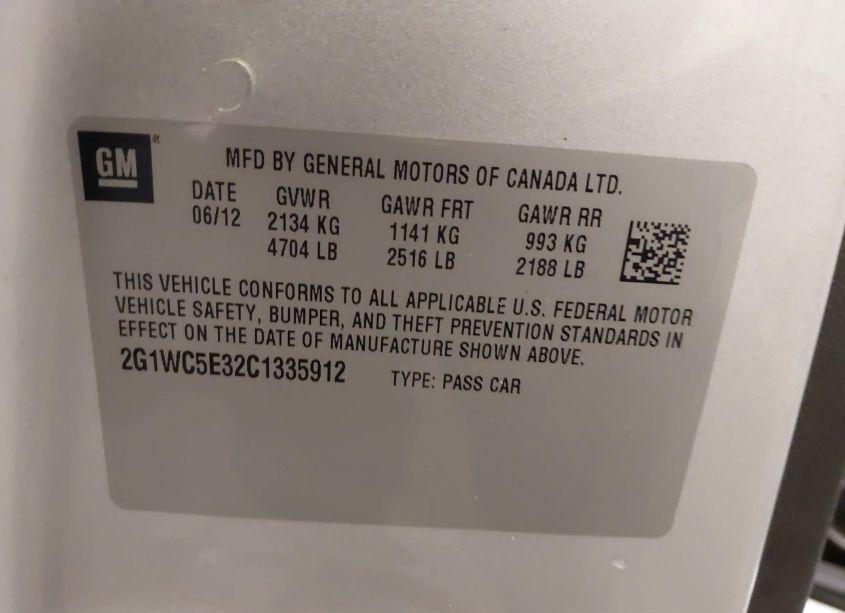 GM
MFD BY GENERAL MOTORS OF CANADA LTD.
DATE GVWR GAWR FRT GAWR RR
06/12 2134 KG 1141 KG 993 KG
4704 LB 2516 LB 2188 LB
THIS VEHICLE CONFORMS TO ALL APPLICABLE U.S. FEDERAL MOTOR
VEHICLE SAFETY, BUMPER, AND THEFT PREVENTION STANDARDS IN
EFFECT ON THE DATE OF MANUFACTURE SHOWN ABOVE.
2G1WC5E32C1335912 TYPE: PASS CAR